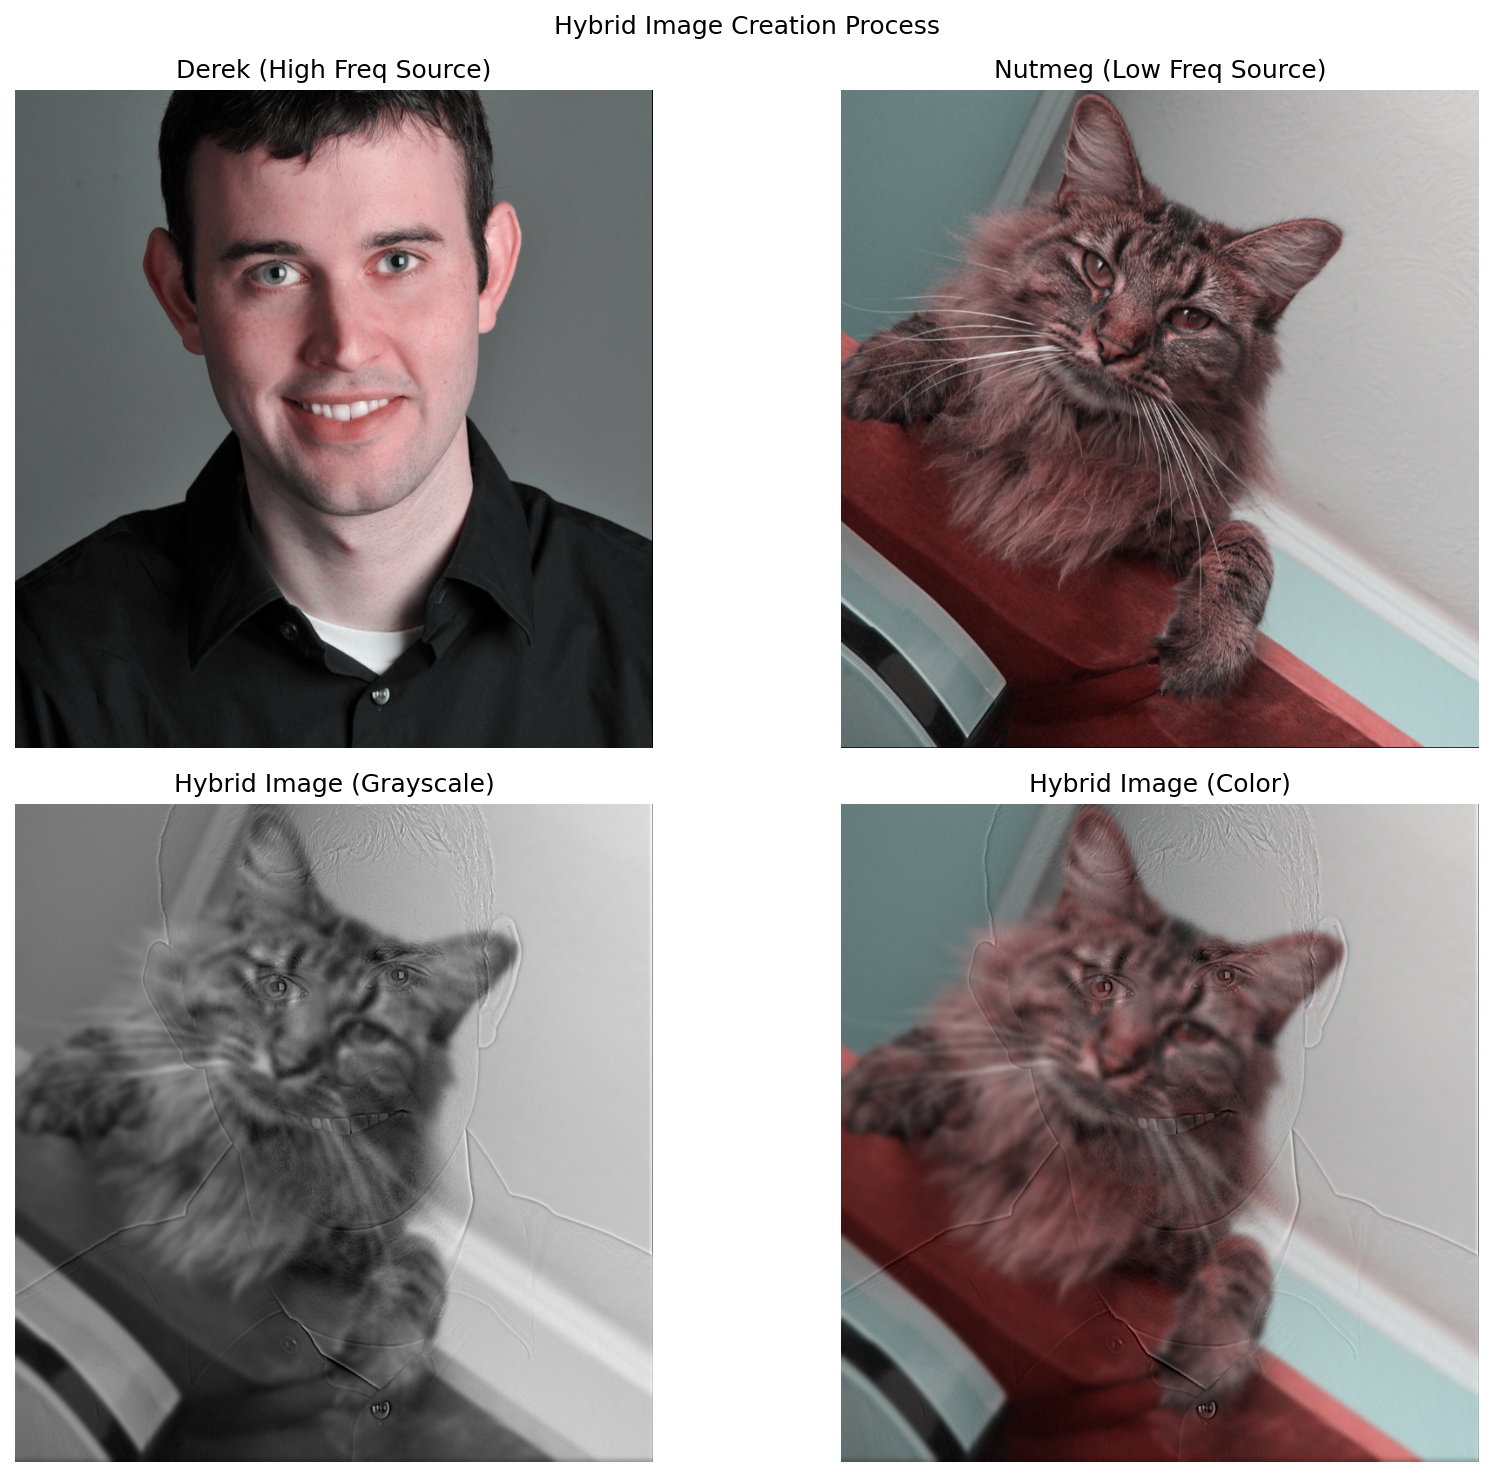 Hybrid Image Creation Process
Derek (High Freq Source)
Nutmeg (Low Freq Source)
Hybrid Image (Grayscale)
Hybrid Image (Color)